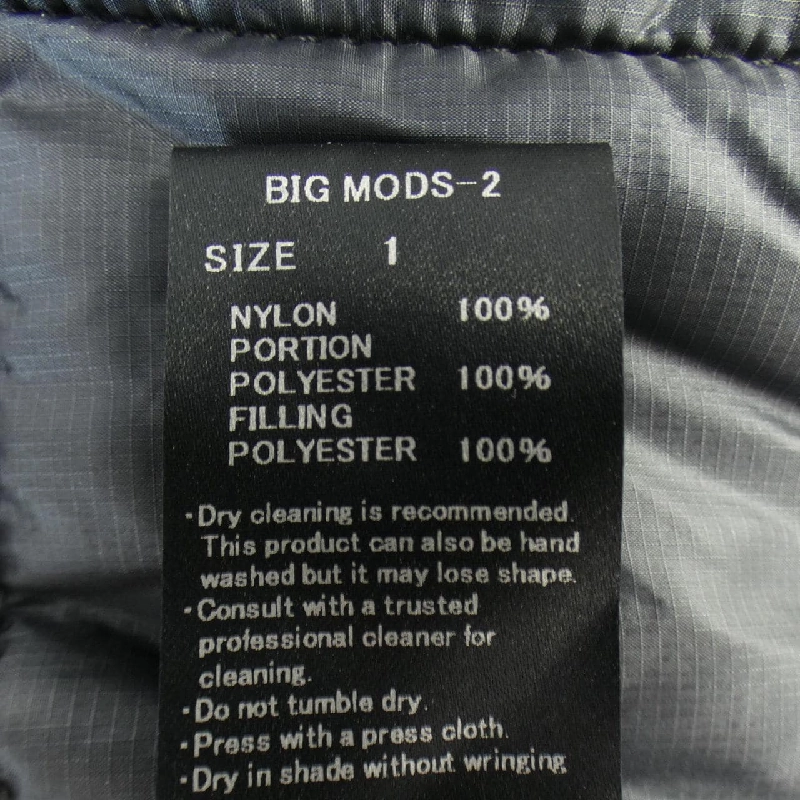 BIG MODS-2
SIZE 1
NYLON 100%
PORTION
POLYESTER 100%
FILLING
POLYESTER 100%
·Dry cleaning is recommended.
This product can also be hand
washed but it may lose shape.
·Consult with a trusted
professional cleaner for
cleaning.
·Do not tumble dry.
·Press with a press cloth.
·Dry in shade without wringing